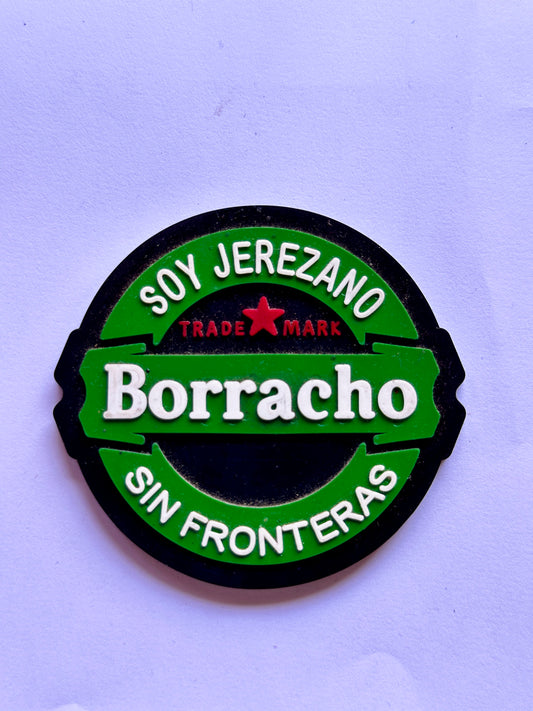 SOY JEREZANO
TRADE MARK
Borracho
SIN FRONTERAS